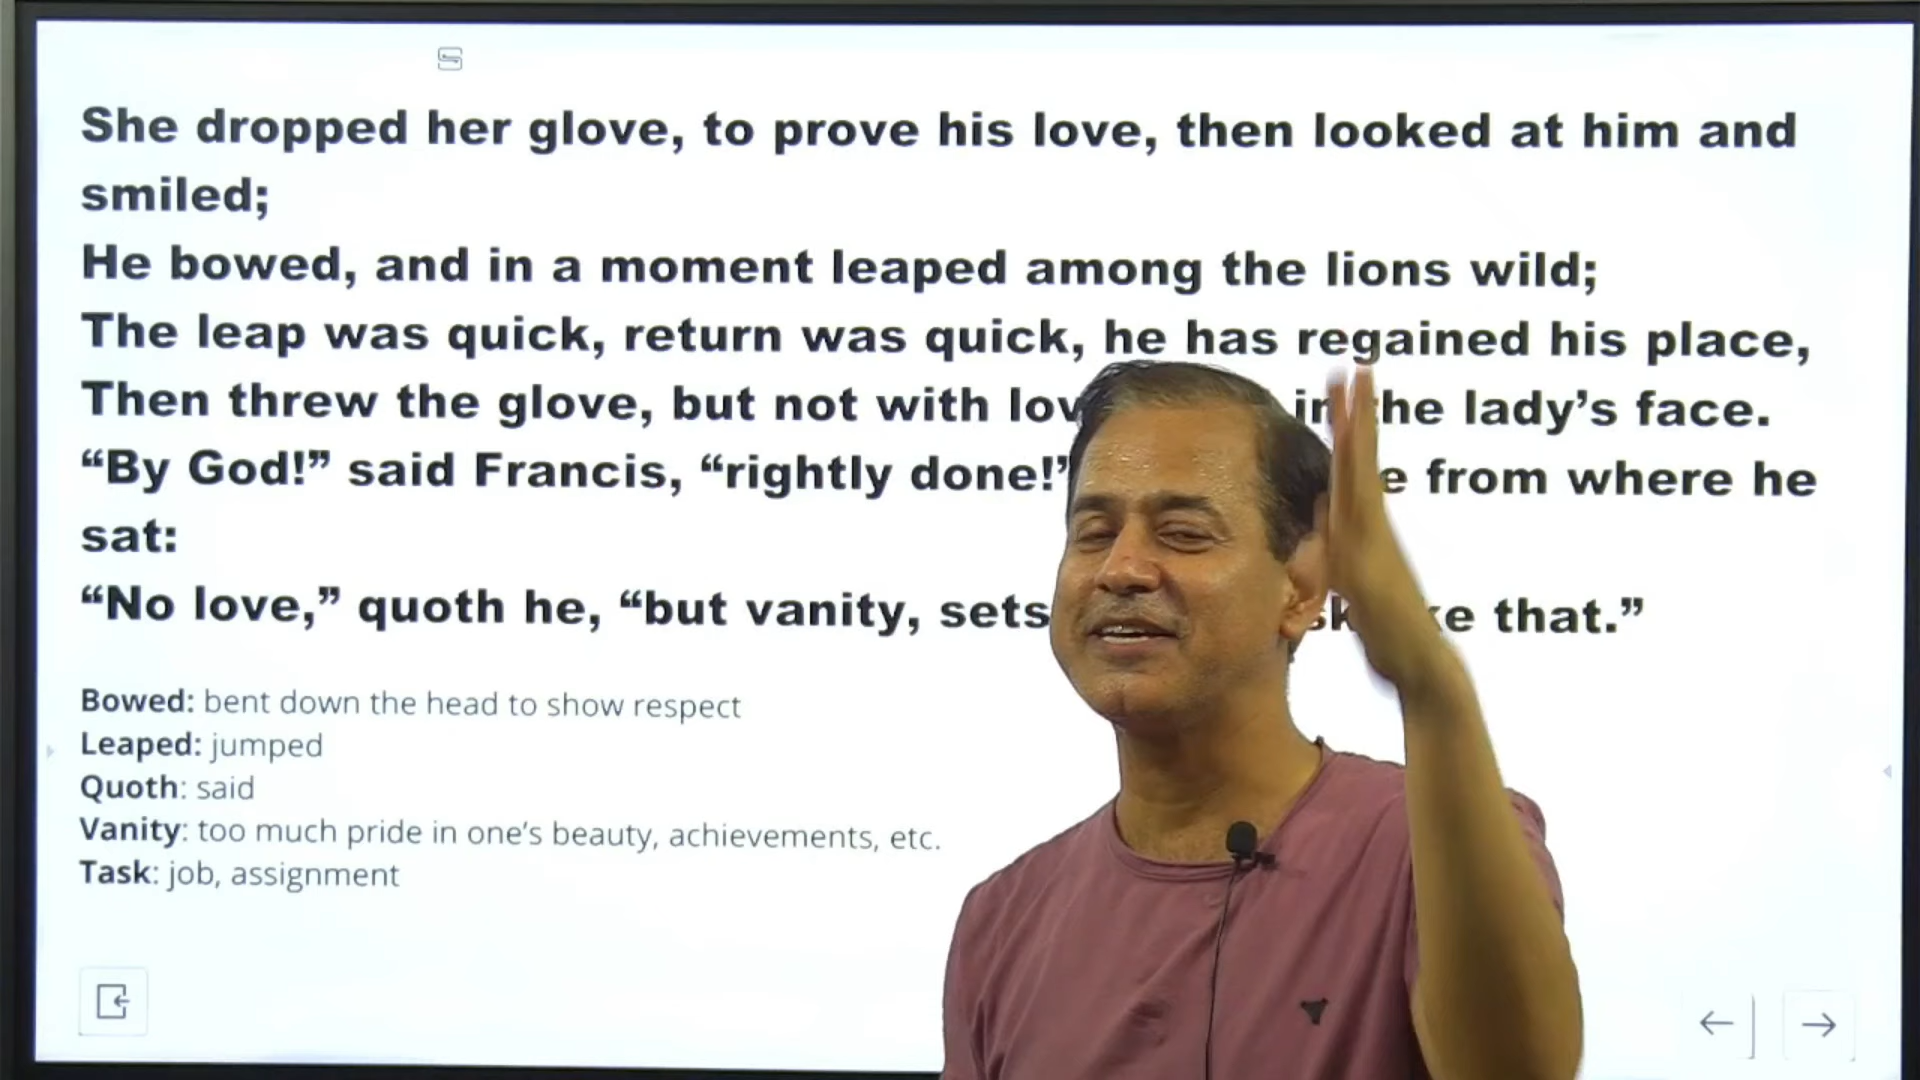 She dropped her glove, to prove his love, then looked at him and
smiled;
He bowed, and in a moment leaped among the lions wild;
The leap was quick, return was quick, he has regained his place,
Then threw the glove, but not with in the lady’s face.
“By God!” said Francis, “rightly done!” from where he
sat:
“No love,” quoth he, “but vanity, sets that.”
Bowed: bent down the head to show respect
Leaped: jumped
Quoth: said
Vanity: too much pride in one’s beauty, achievements, etc.
Task: job, assignment